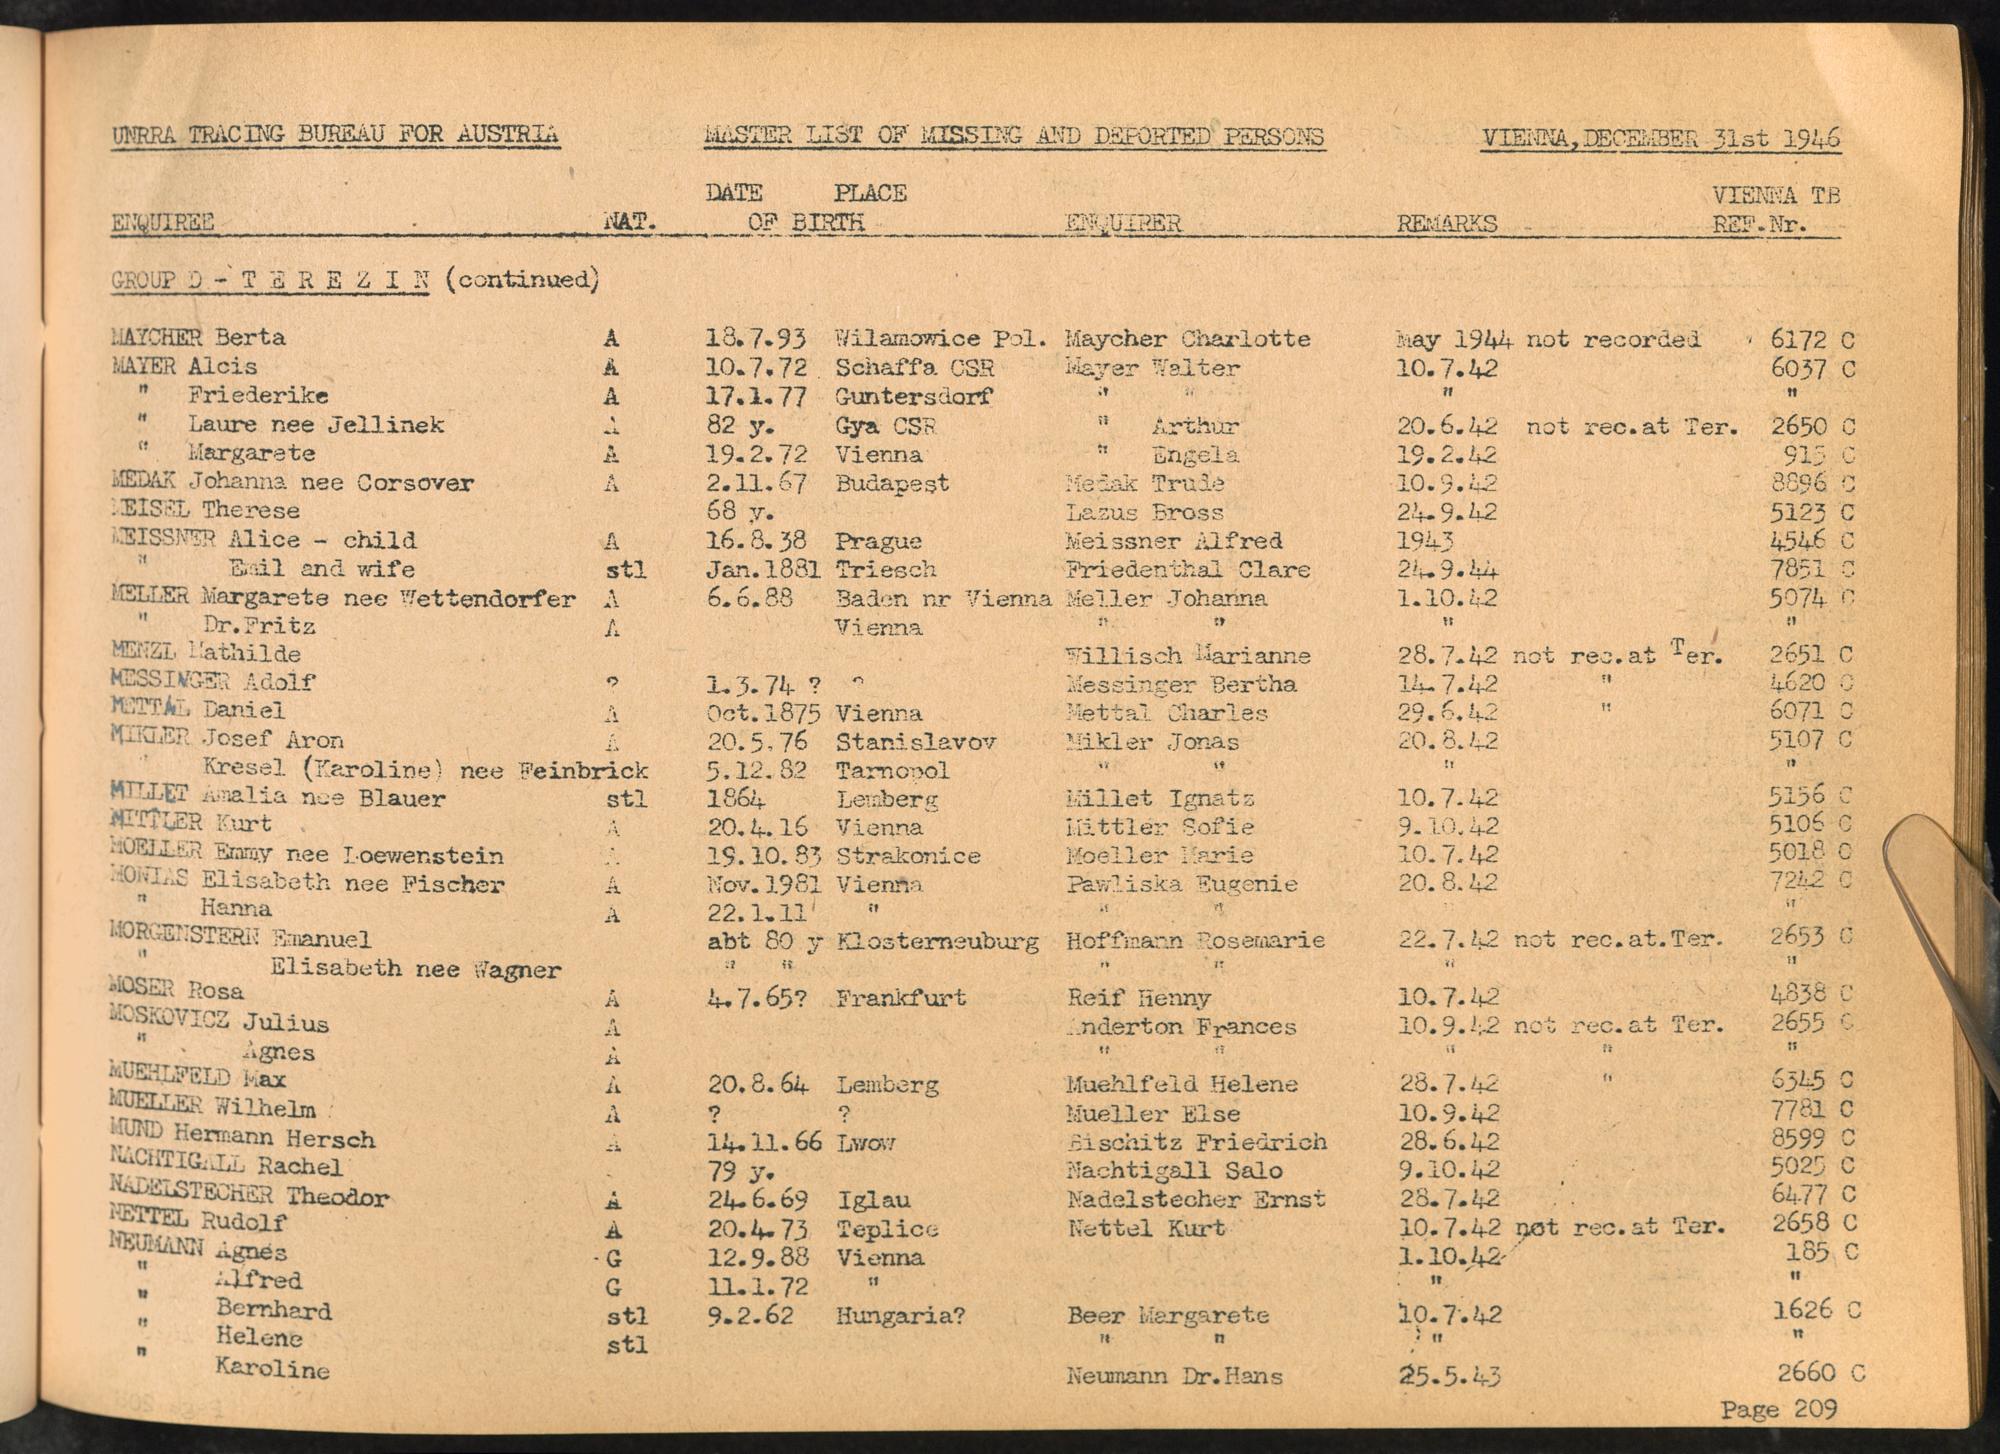 UNRRA TRACING BUREAU FOR AUSTRIA MASTER LIST OF MISSING AND DEPORTED PERSONS VIENNA,DECEMBER 31st 1946
DATE PLACE VIENNA TB
ENQUIREE NAT. OF BIRTH ENQUIRER REMARKS REF.Nr.
GROUP D - T E R E Z I N (continued)
MAYCHER Berta A 18.7.93 Wilamowice Pol. Maycher Charlotte May 1944 not recorded 6172 C
MAYER Alcis A 10.7.72 Schaffa CSR Mayer Walter 10.7.42 6037 C
" Friederike A 17.1.77 Guntersdorf " " " "
" Laure nee Jellinek A 82 y. Gya CSR " Arthur 20.6.42 not rec.at Ter. 2650 C
" Margarete A 19.2.72 Vienna " Engela 19.2.42 915 C
MEDAK Johanna nee Corsover A 2.11.67 Budapest Medak Trude 10.9.42 8896 C
MEISEL Therese 68 y. Lazus Bross 24.9.42 5123 C
MEISSNER Alice - child A 16.8.38 Prague Meissner Alfred 1943 4546 C
" Emil and wife stl Jan.1881 Triesch Friedenthal Clare 24.9.44 7851 C
MELLER Margarete nee Wettendorfer A 6.6.88 Baden nr Vienna Meller Johanna 1.10.42 5074 C
" Dr.Fritz A Vienna " " " "
MENZL Mathilde Willisch Marianne 28.7.42 not rec.at Ter. 2651 C
MESSINGER Adolf ? 1.3.74 ? ? Messinger Bertha 14.7.42 " 4620 C
METTAL Daniel A Oct.1875 Vienna Mettal Charles 29.6.42 " 6071 C
MIKLER Josef Aron A 20.5.76 Stanislavov Mikler Jonas 20.8.42 5107 C
" Kresel (Karoline) nee Feinbrick 5.12.82 Tarnopol " " " "
MILLET Amalia nee Blauer stl 1864 Lemberg Millet Ignatz 10.7.42 5156 C
MITTLER Kurt A 20.4.16 Vienna Mittler Sofie 9.10.42 5106 C
MOELLER Emmy nee Loewenstein A 19.10.83 Strakonice Moeller Marie 10.7.42 5018 C
MONIAS Elisabeth nee Fischer A Nov.1981 Vienna Pawliska Eugenie 20.8.42 7242 C
" Hanna A 22.1.11 " " " " "
MORGENSTERN Emanuel abt 80 y Klosterneuburg Hoffmann Rosemarie 22.7.42 not rec.at.Ter. 2653 C
" Elisabeth nee Wagner " " " " " "
MOSER Rosa A 4.7.65? Frankfurt Reif Henny 10.7.42 4838 C
MOSKOVICZ Julius A Anderton Frances 10.9.42 not rec.at Ter. 2655 C
" Agnes A " " " " "
MUEHLFELD Max A 20.8.64 Lemberg Muehlfeld Helene 28.7.42 " 6345 C
MUELLER Wilhelm A ? ? Mueller Else 10.9.42 7781 C
MUND Hermann Hersch A 14.11.66 Lwow Bischitz Friedrich 28.6.42 8599 C
NACHTIGALL Rachel 79 y. Nachtigall Salo 9.10.42 5025 C
NADELSTECHER Theodor A 24.6.69 Iglau Nadelstecher Ernst 28.7.42 6477 C
NETTEL Rudolf A 20.4.73 Teplice Nettel Kurt 10.7.42 not rec.at Ter. 2658 C
NEUMANN Agnes G 12.9.88 Vienna 1.10.42 185 C
" Alfred G 11.1.72 " " "
" Bernhard stl 9.2.62 Hungaria? Beer Margarete 10.7.42 1626 C
" Helene stl " " " "
" Karoline Neumann Dr.Hans 25.5.43 2660 C
Page 209